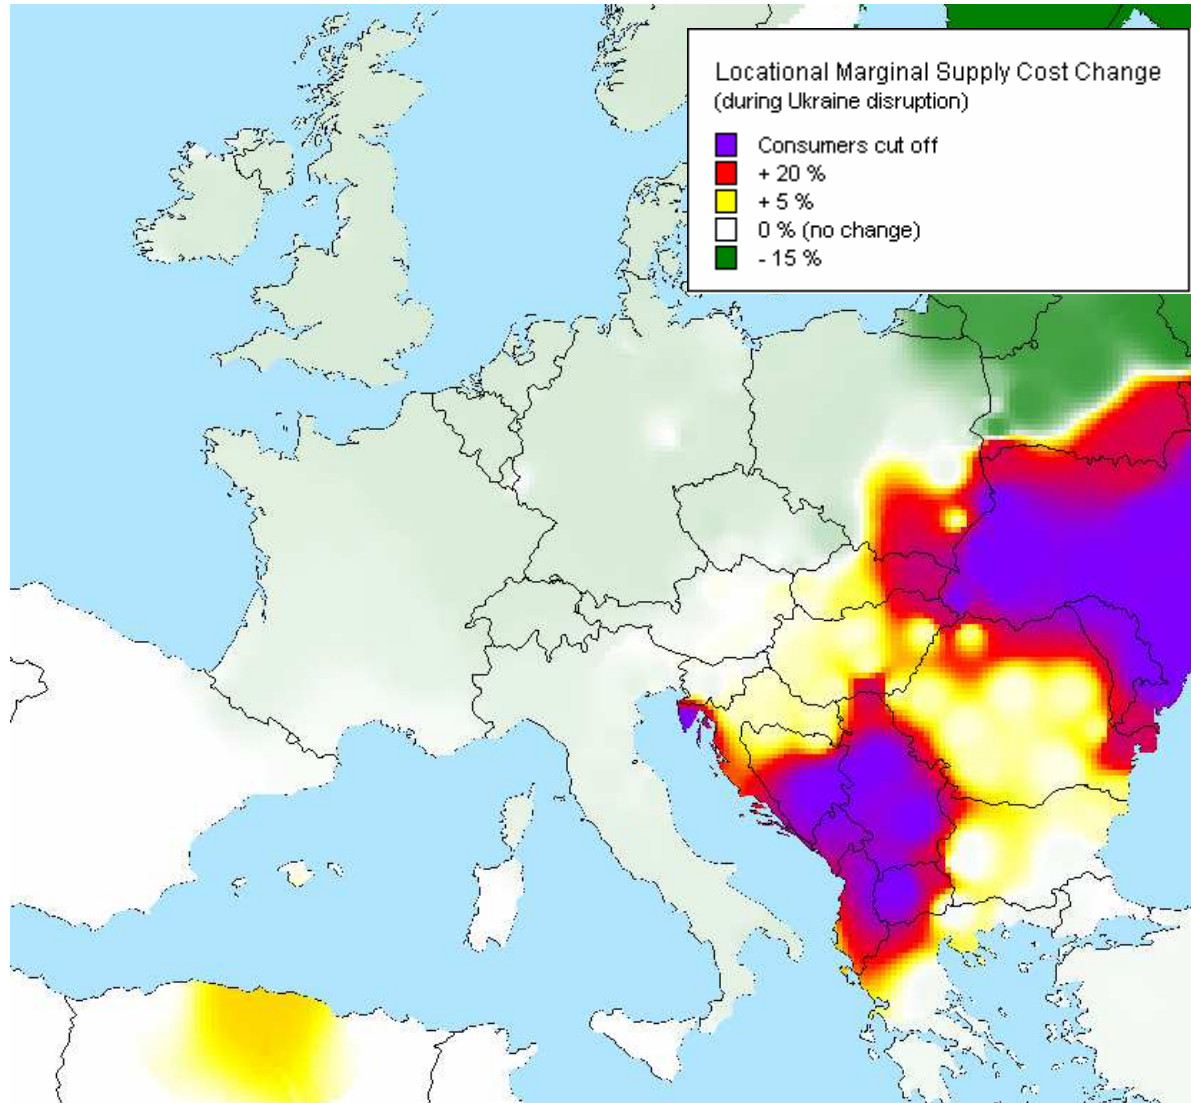 Locational Marginal Supply Cost Change
(during Ukraine disruption)
Consumers cut off
+ 20 %
+ 5 %
0 % (no change)
- 15 %